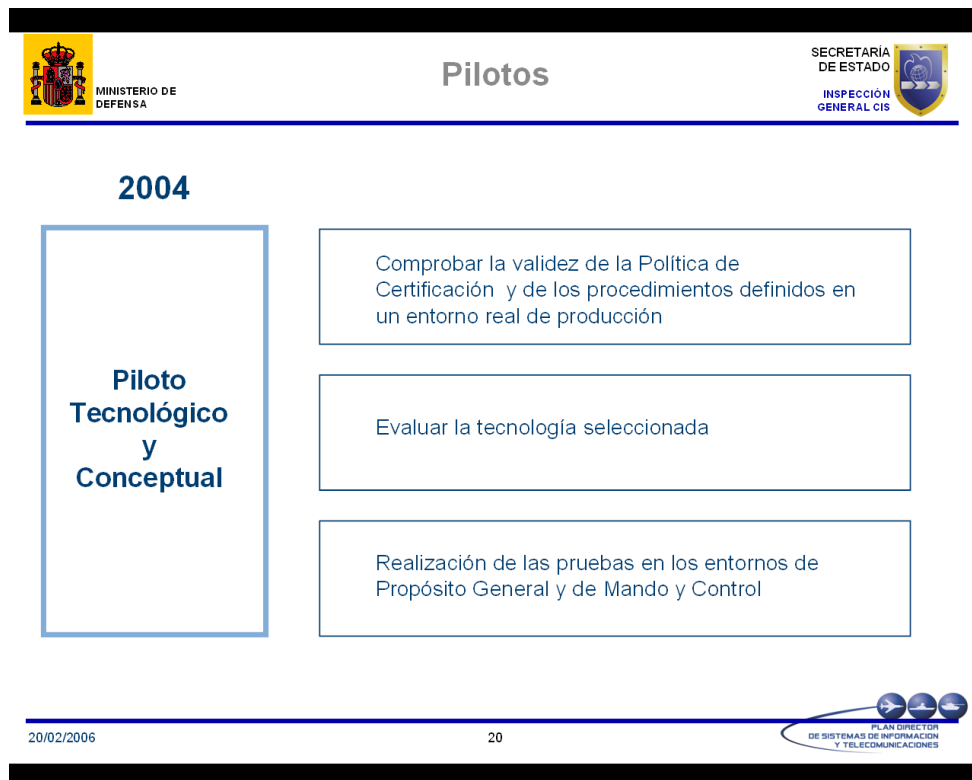 MINISTERIO DE
DEFENSA
Pilotos
SECRETARÍA
DE ESTADO
INSPECCIÓN
GENERAL CIS
2004
Piloto
Tecnológico
y
Conceptual
Comprobar la validez de la Política de
Certificación y de los procedimientos definidos en
un entorno real de producción
Evaluar la tecnología seleccionada
Realización de las pruebas en los entornos de
Propósito General y de Mando y Control
20/02/2006
20
PLAN DIRECTOR
DE SISTEMAS DE INFORMACION
Y TELECOMUNICACIONES